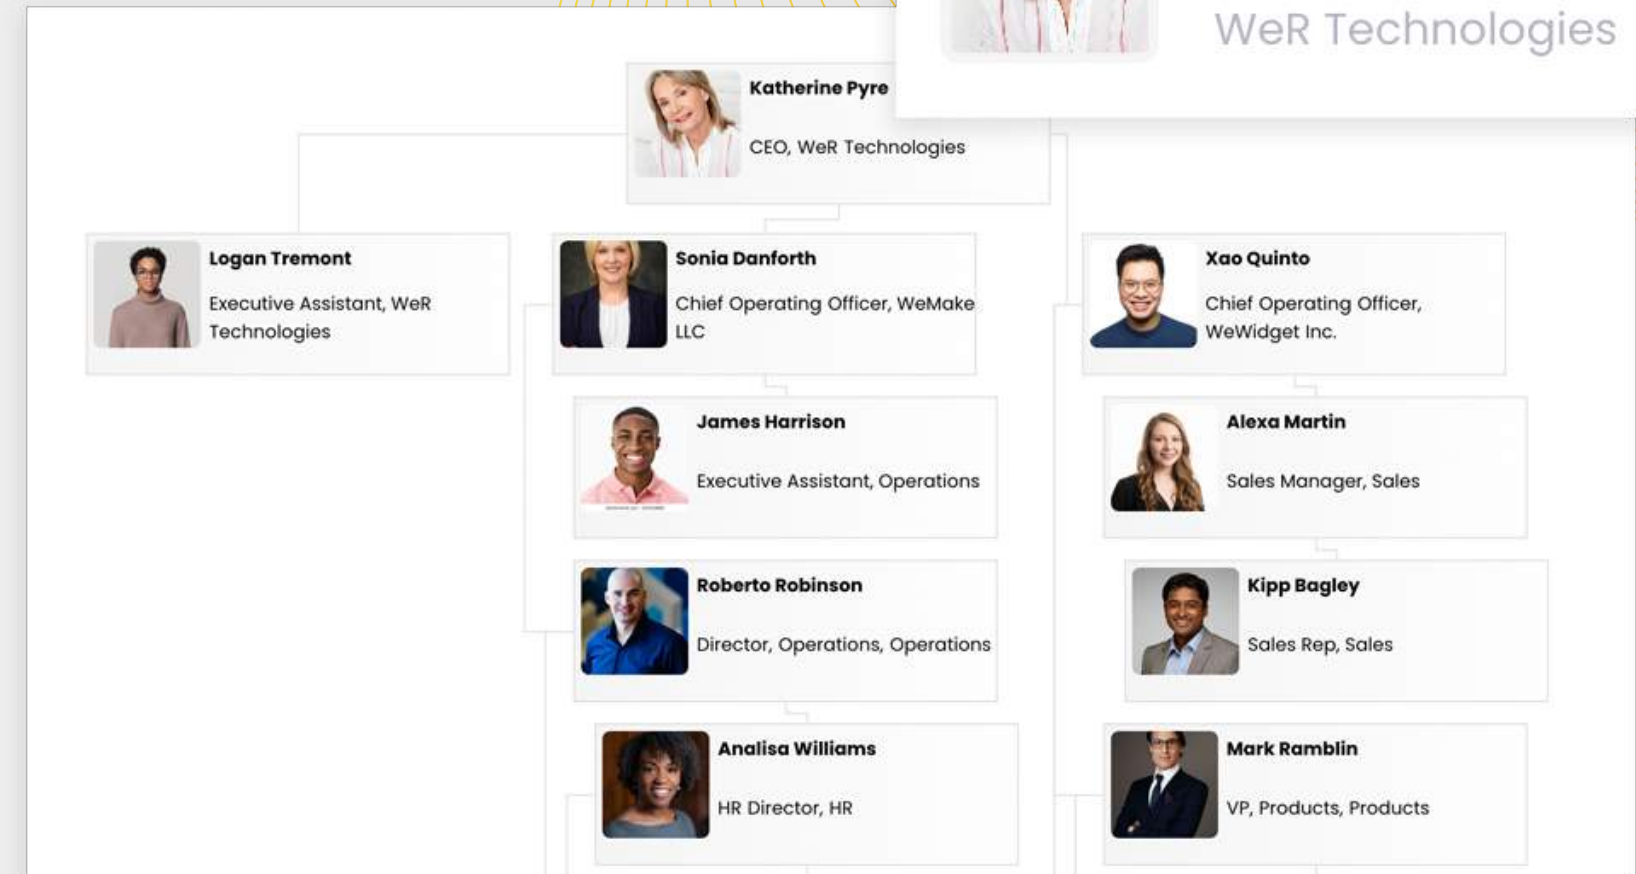 WeR Technologies
Katherine Pyre
CEO, WeR Technologies
Logan Tremont
Executive Assistant, WeR
Technologies
Sonia Danforth
Chief Operating Officer, WeMake
LLC
Xao Quinto
Chief Operating Officer,
WeWidget Inc.
James Harrison
Executive Assistant, Operations
Alexa Martin
Sales Manager, Sales
Roberto Robinson
Director, Operations, Operations
Kipp Bagley
Sales Rep, Sales
Analisa Williams
HR Director, HR
Mark Ramblin
VP, Products, Products